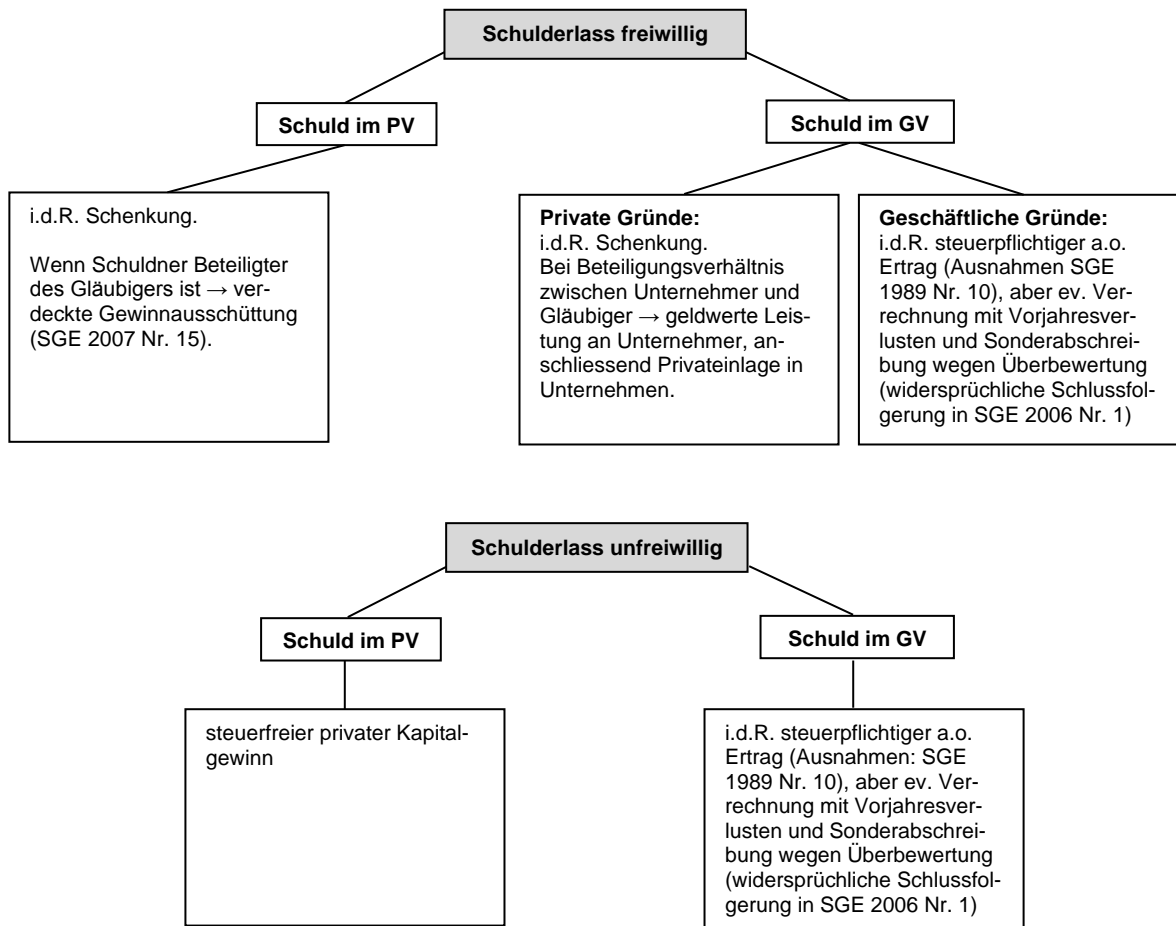 Schulderlass freiwillig
Schuld im PV
Schuld im GV
i.d.R. Schenkung.
Wenn Schuldner Beteiligter
des Gläubigers ist → ver-
deckte Gewinnausschüttung
(SGE 2007 Nr. 15).
Private Gründe:
i.d.R. Schenkung.
Bei Beteiligungsverhältnis
zwischen Unternehmer und
Gläubiger → geldwerte Leis-
tung an Unternehmer, an-
schliessend Privateinlage in
Unternehmen.
Geschäftliche Gründe:
i.d.R. steuerpflichtiger a.o.
Ertrag (Ausnahmen SGE
1989 Nr. 10), aber ev. Ver-
rechnung mit Vorjahresver-
lusten und Sonderabschrei-
bung wegen Überbewertung
(widersprüchliche Schlussfol-
gerung in SGE 2006 Nr. 1)
Schulderlass unfreiwillig
Schuld im PV
Schuld im GV
steuerfreier privater Kapital-
gewinn
i.d.R. steuerpflichtiger a.o.
Ertrag (Ausnahmen: SGE
1989 Nr. 10), aber ev. Ver-
rechnung mit Vorjahresver-
lusten und Sonderabschrei-
bung wegen Überbewertung
(widersprüchliche Schlussfol-
gerung in SGE 2006 Nr. 1)